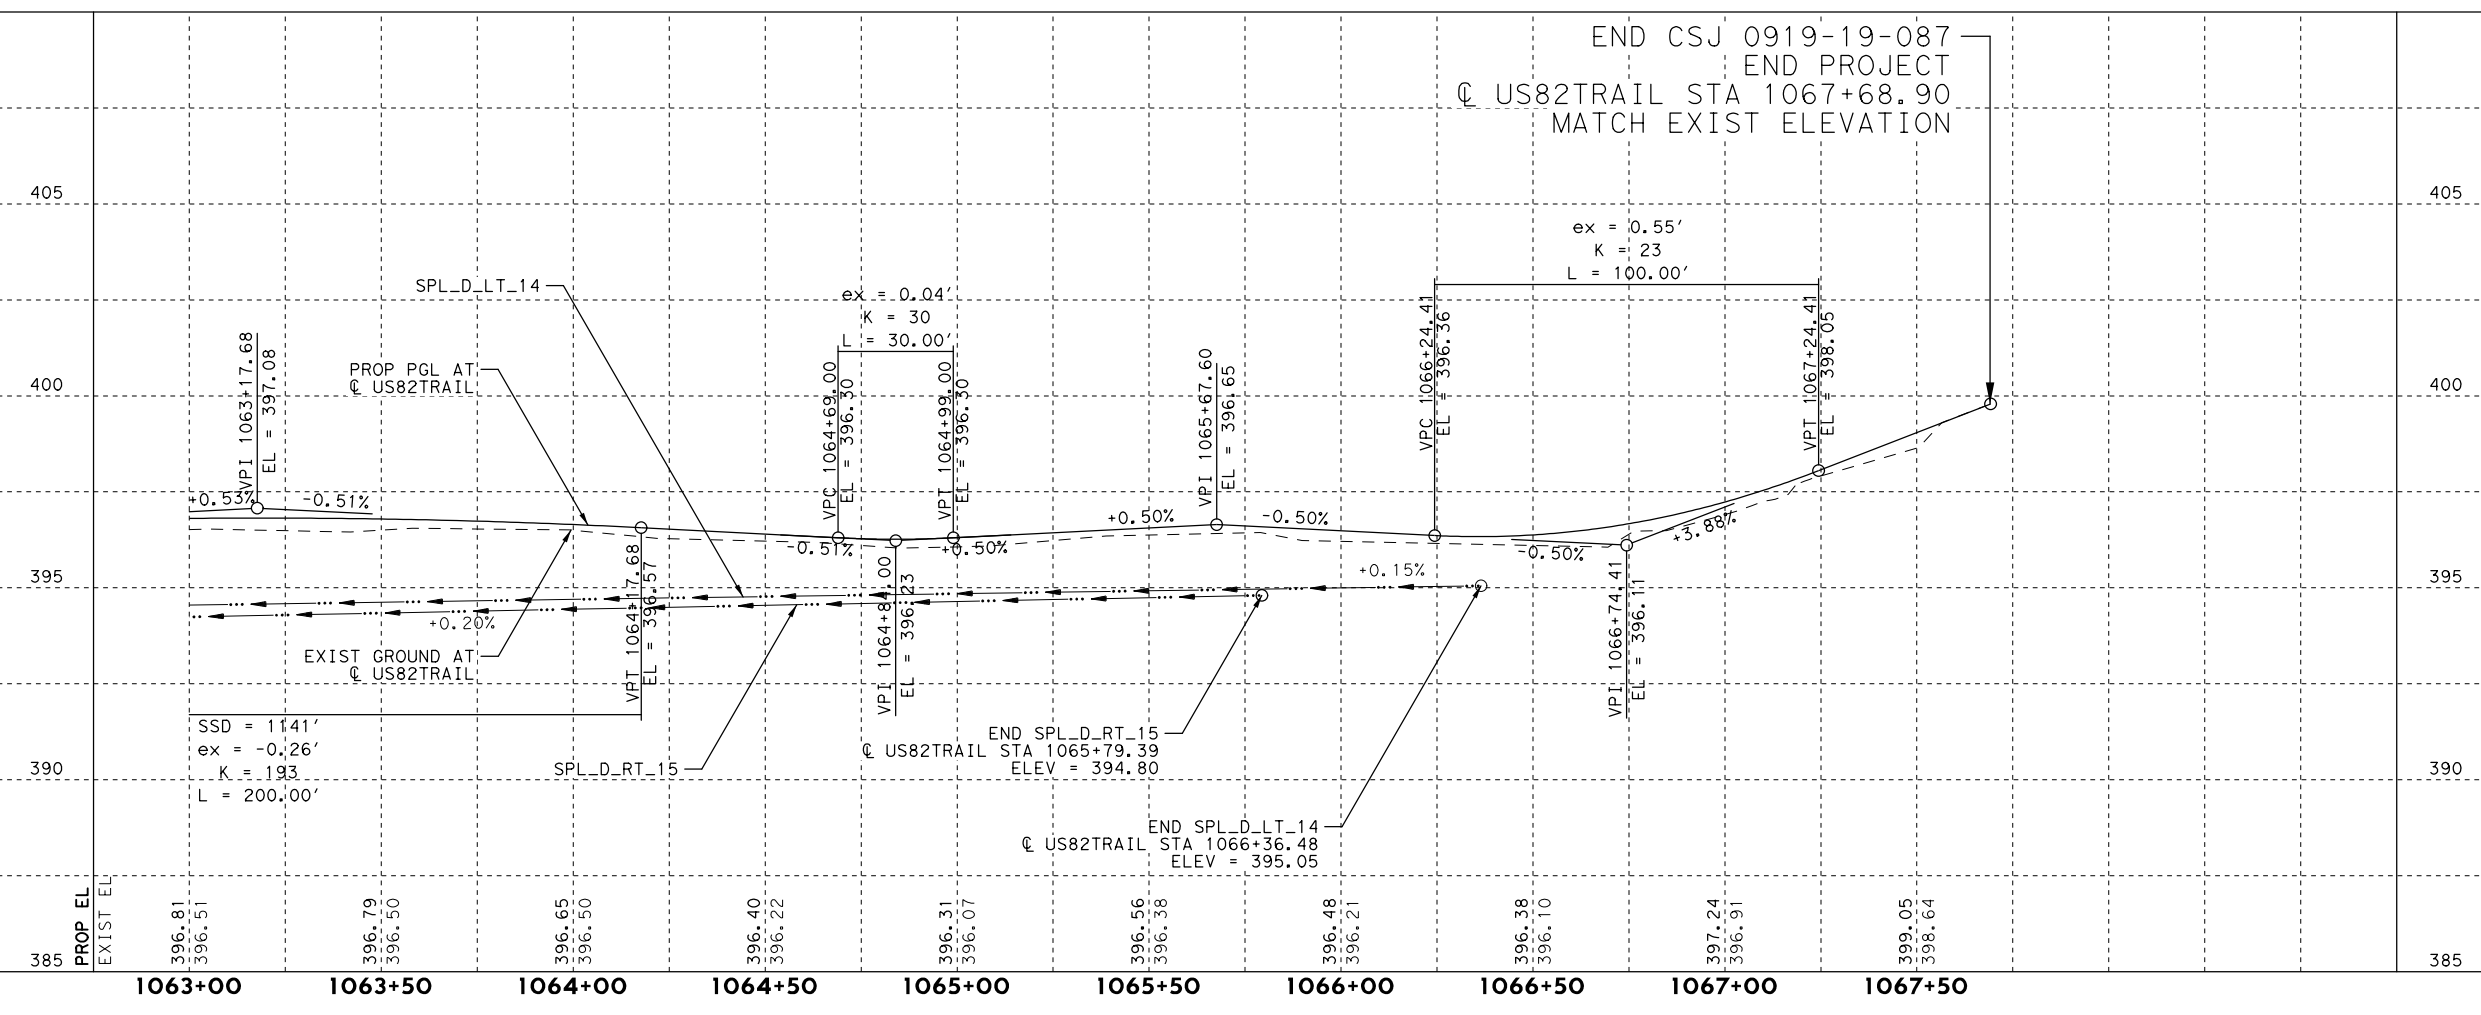 END CSJ 0919-19-087
END PROJECT
℄ US82TRAIL STA 1067+68.90
MATCH EXIST ELEVATION
405
405
400
400
395
395
390
390
385
385
ex = 0.55'
K = 23
L = 100.00'
VPC 1066+24.41
EL = 396.36
VPT 1067+24.41
EL = 398.05
SPL_D_LT_14
ex = 0.04'
K = 30
L = 30.00'
VPC 1064+69.00
EL = 396.30
VPT 1064+99.00
EL = 396.30
VPI 1063+17.68
EL = 397.08
PROP PGL AT
℄ US82TRAIL
VPI 1065+67.60
EL = 396.65
+0.53%
-0.51%
-0.51%
+0.50%
+0.50%
-0.50%
-0.50%
+3.88%
+0.15%
+0.20%
VPT 1064+17.68
EL = 396.57
VPI 1064+84.00
EL = 396.23
VPI 1066+74.41
EL = 396.11
EXIST GROUND AT
℄ US82TRAIL
SSD = 1141'
ex = -0.26'
K = 193
L = 200.00'
SPL_D_RT_15
END SPL_D_RT_15
℄ US82TRAIL STA 1065+79.39
ELEV = 394.80
END SPL_D_LT_14
℄ US82TRAIL STA 1066+36.48
ELEV = 395.05
PROP EL
EXIST EL
396.81
396.51
396.79
396.50
396.65
396.50
396.40
396.22
396.31
396.07
396.56
396.38
396.48
396.21
396.38
396.10
397.24
396.91
399.05
398.64
1063+00
1063+50
1064+00
1064+50
1065+00
1065+50
1066+00
1066+50
1067+00
1067+50